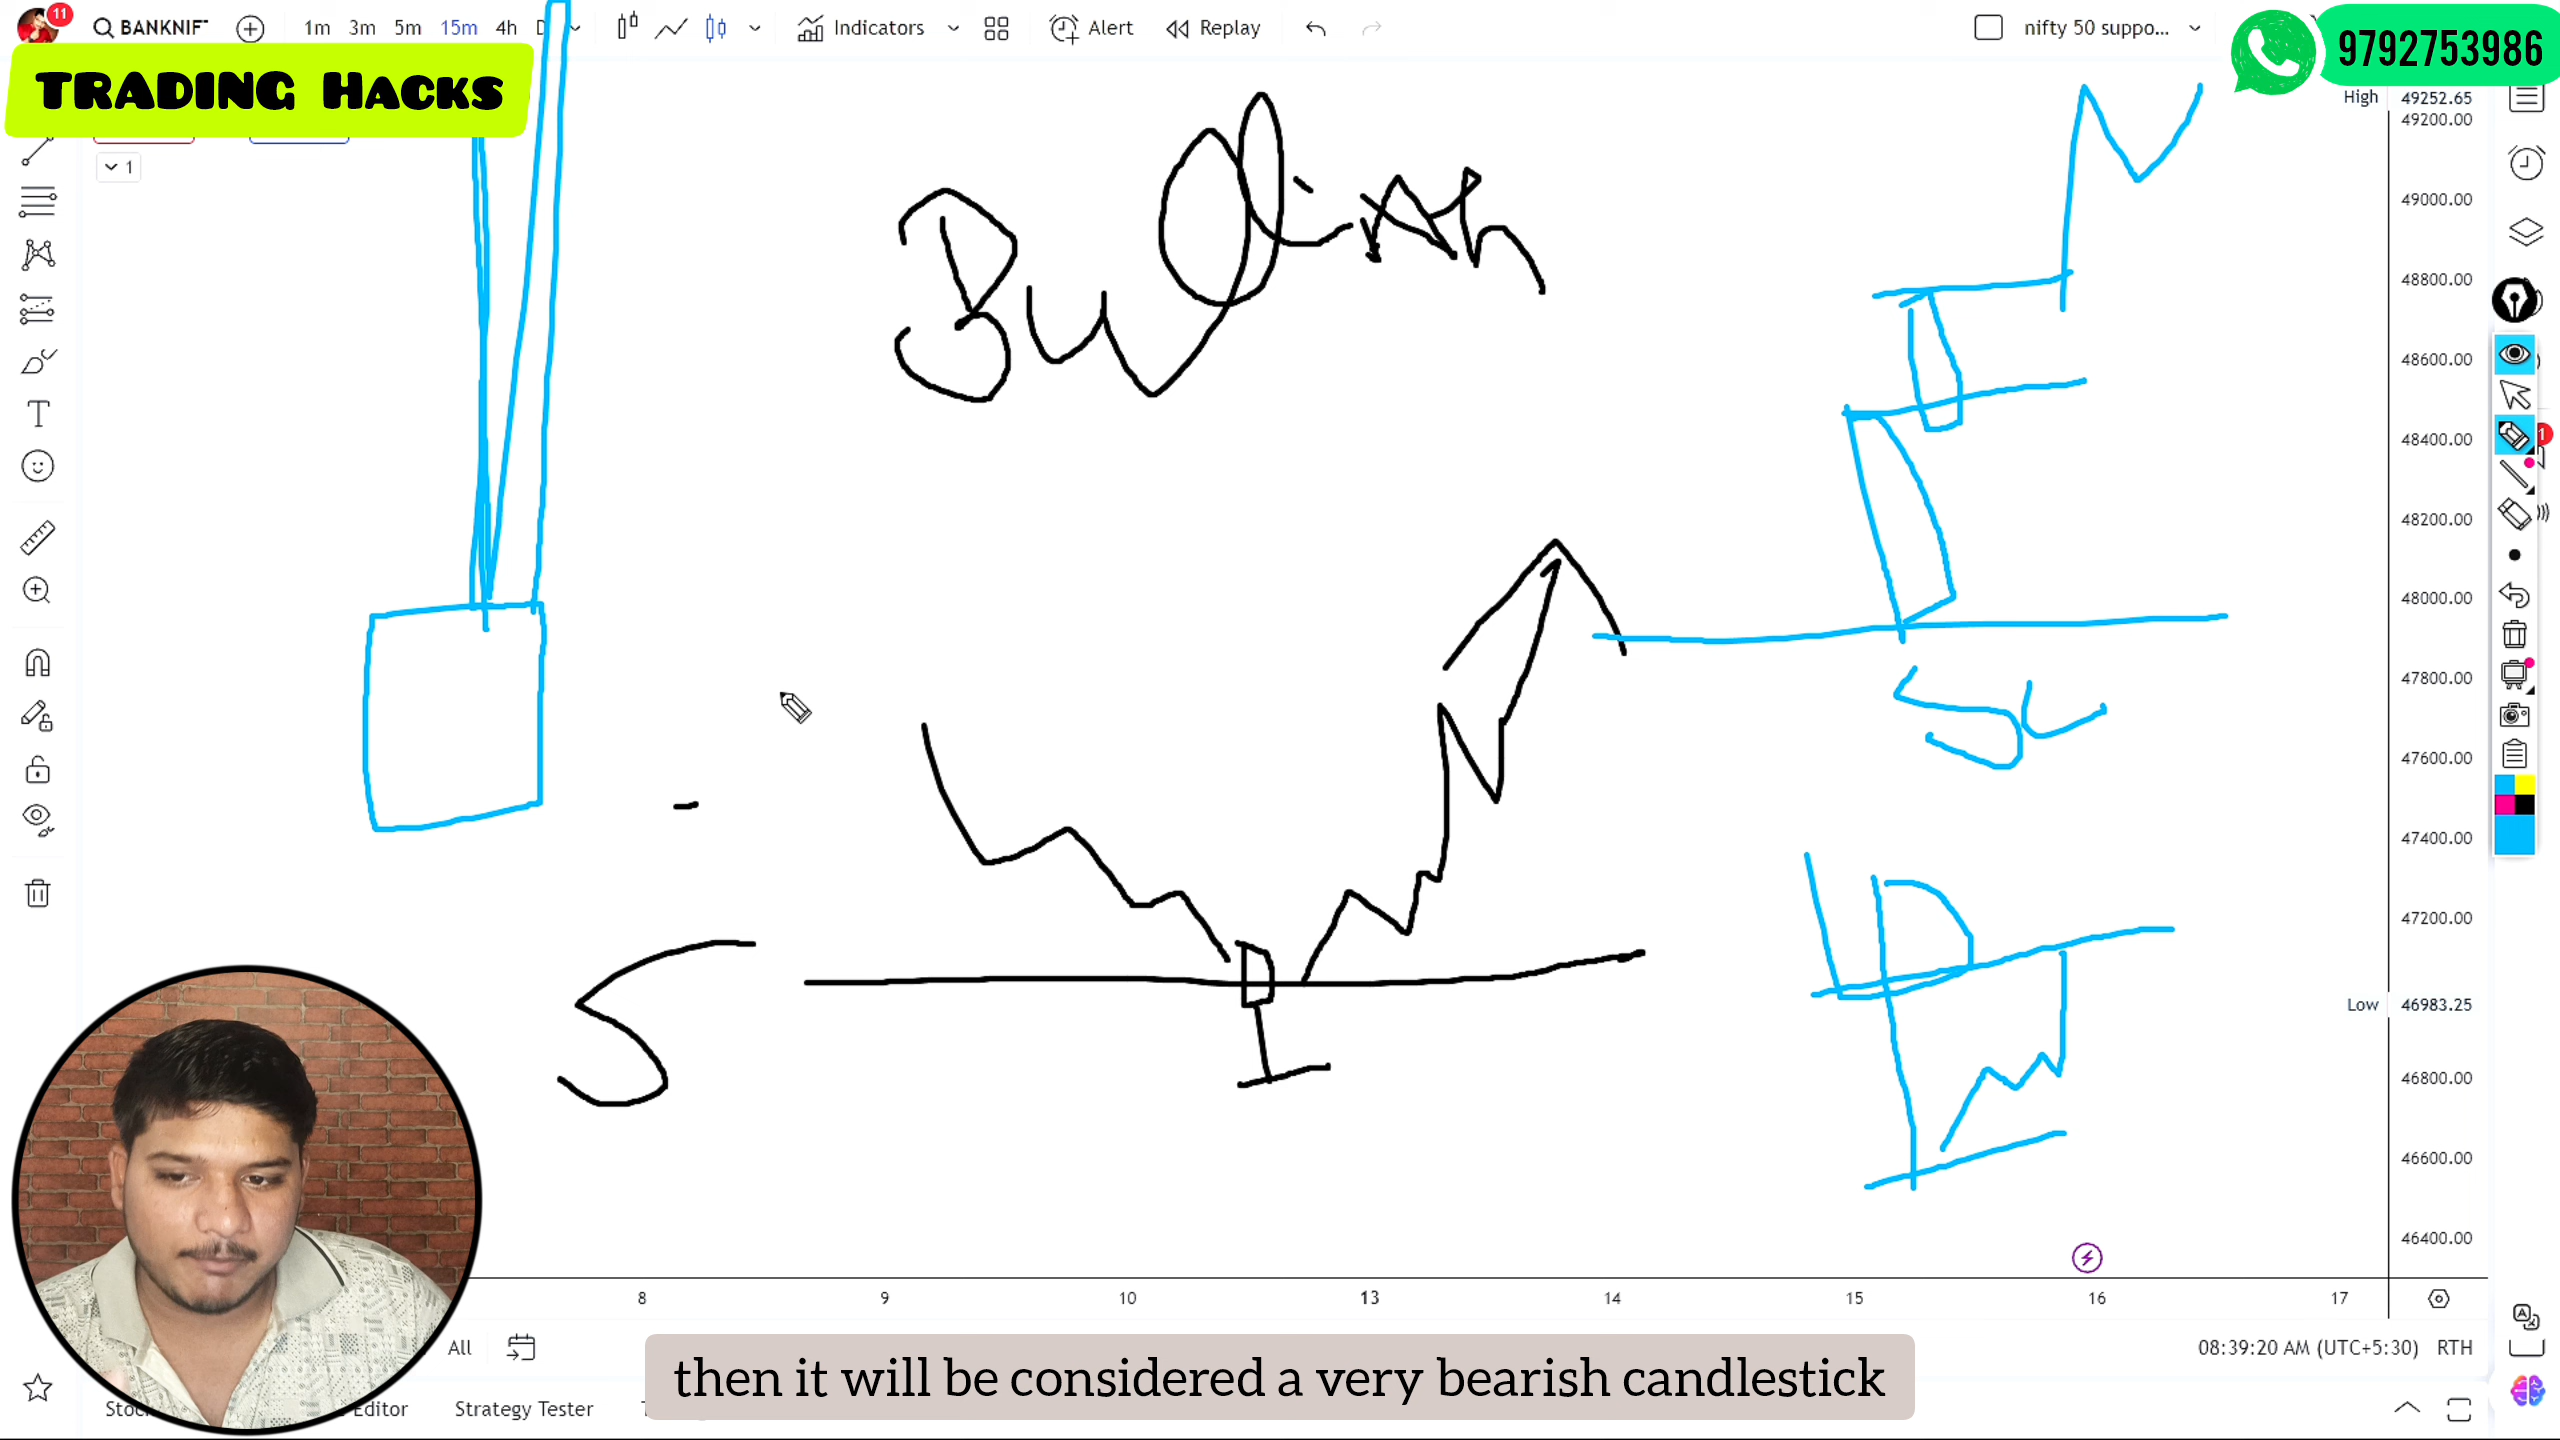 11
BANKNIF
1m 3m 5m 15m 4h D
Indicators
Alert
Replay
nifty 50 suppo...
9792753986
TRADING HACKS
1
High 49252.65
49200.00
49000.00
48800.00
48600.00
48400.00
48200.00
48000.00
47800.00
47600.00
47400.00
47200.00
Low 46983.25
46800.00
46600.00
46400.00
Bullish
S
SL
1
8 9 10 13 14 15 16 17
All
08:39:20 AM (UTC+5:30) RTH
then it will be considered a very bearish candlestick
Editor
Strategy Tester